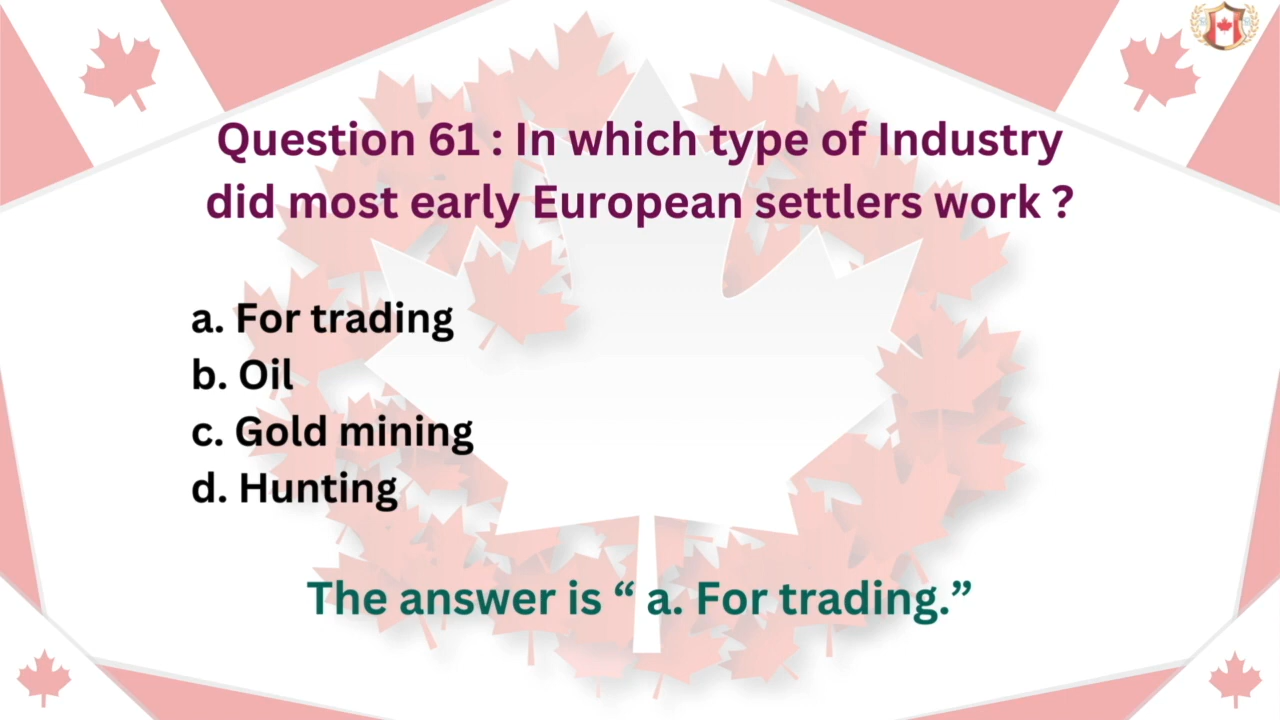 Question 61 : In which type of Industry
did most early European settlers work ?
a. For trading
b. Oil
c. Gold mining
d. Hunting
The answer is “ a. For trading.”